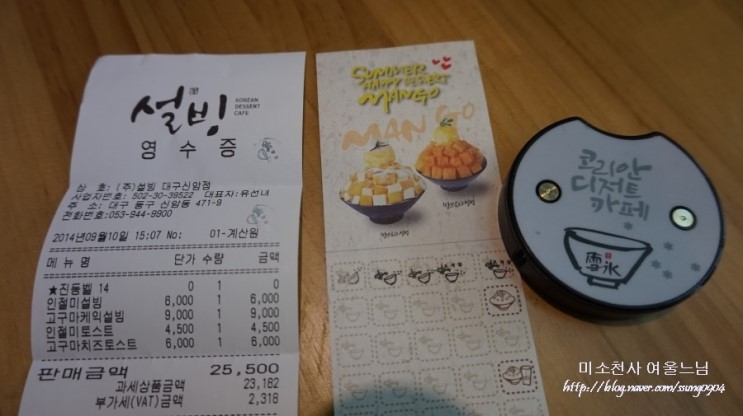 설빙
KOREAN
DESSERT
CAFE
영 수 증
상 호: (주)설빙 대구신암점
사업자번호: 502-30-39522 대표자:유선내
주 소: 대구 동구 신암동 471-9
전화번호:053-944-8900
2014년09월10일 15:07 No: 01-계산원
메 뉴 명 단가 수량 금액
★진동벨 14 0 1 0
인절미설빙 6,000 1 6,000
고구마케익설빙 9,000 1 9,000
인절미토스트 4,500 1 4,500
고구마치즈토스트 6,000 1 6,000
판매금액 25,500
과세상품금액 23,182
부가세(VAT)금액 2,318
SUMMER
HAPPY DESSERT
MANGO
MANGO
코리안
디저트
카페
雪氷
미소천사 여울느님
http://blog.naver.com/sung0904